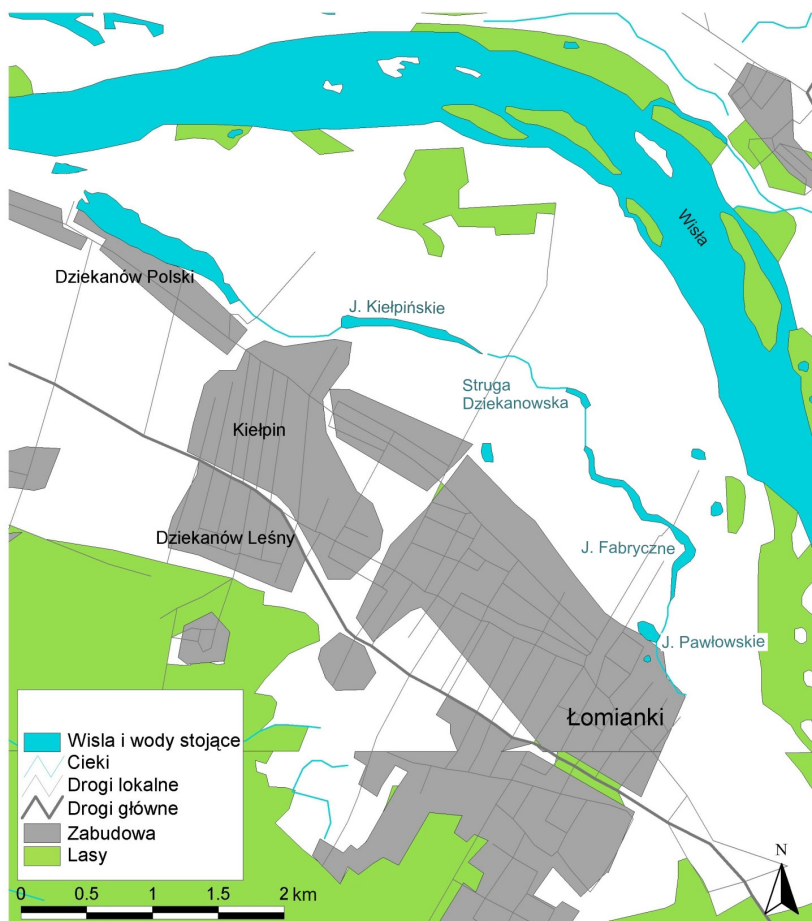 Wisła
Dziekanów Polski
J. Kiełpińskie
Struga
Dziekanowska
Kiełpin
Dziekanów Leśny
J. Fabryczne
J. Pawłowskie
Łomianki
Wisla i wody stojące
Cieki
Drogi lokalne
Drogi główne
Zabudowa
Lasy
0 0.5 1 1.5 2 km
N